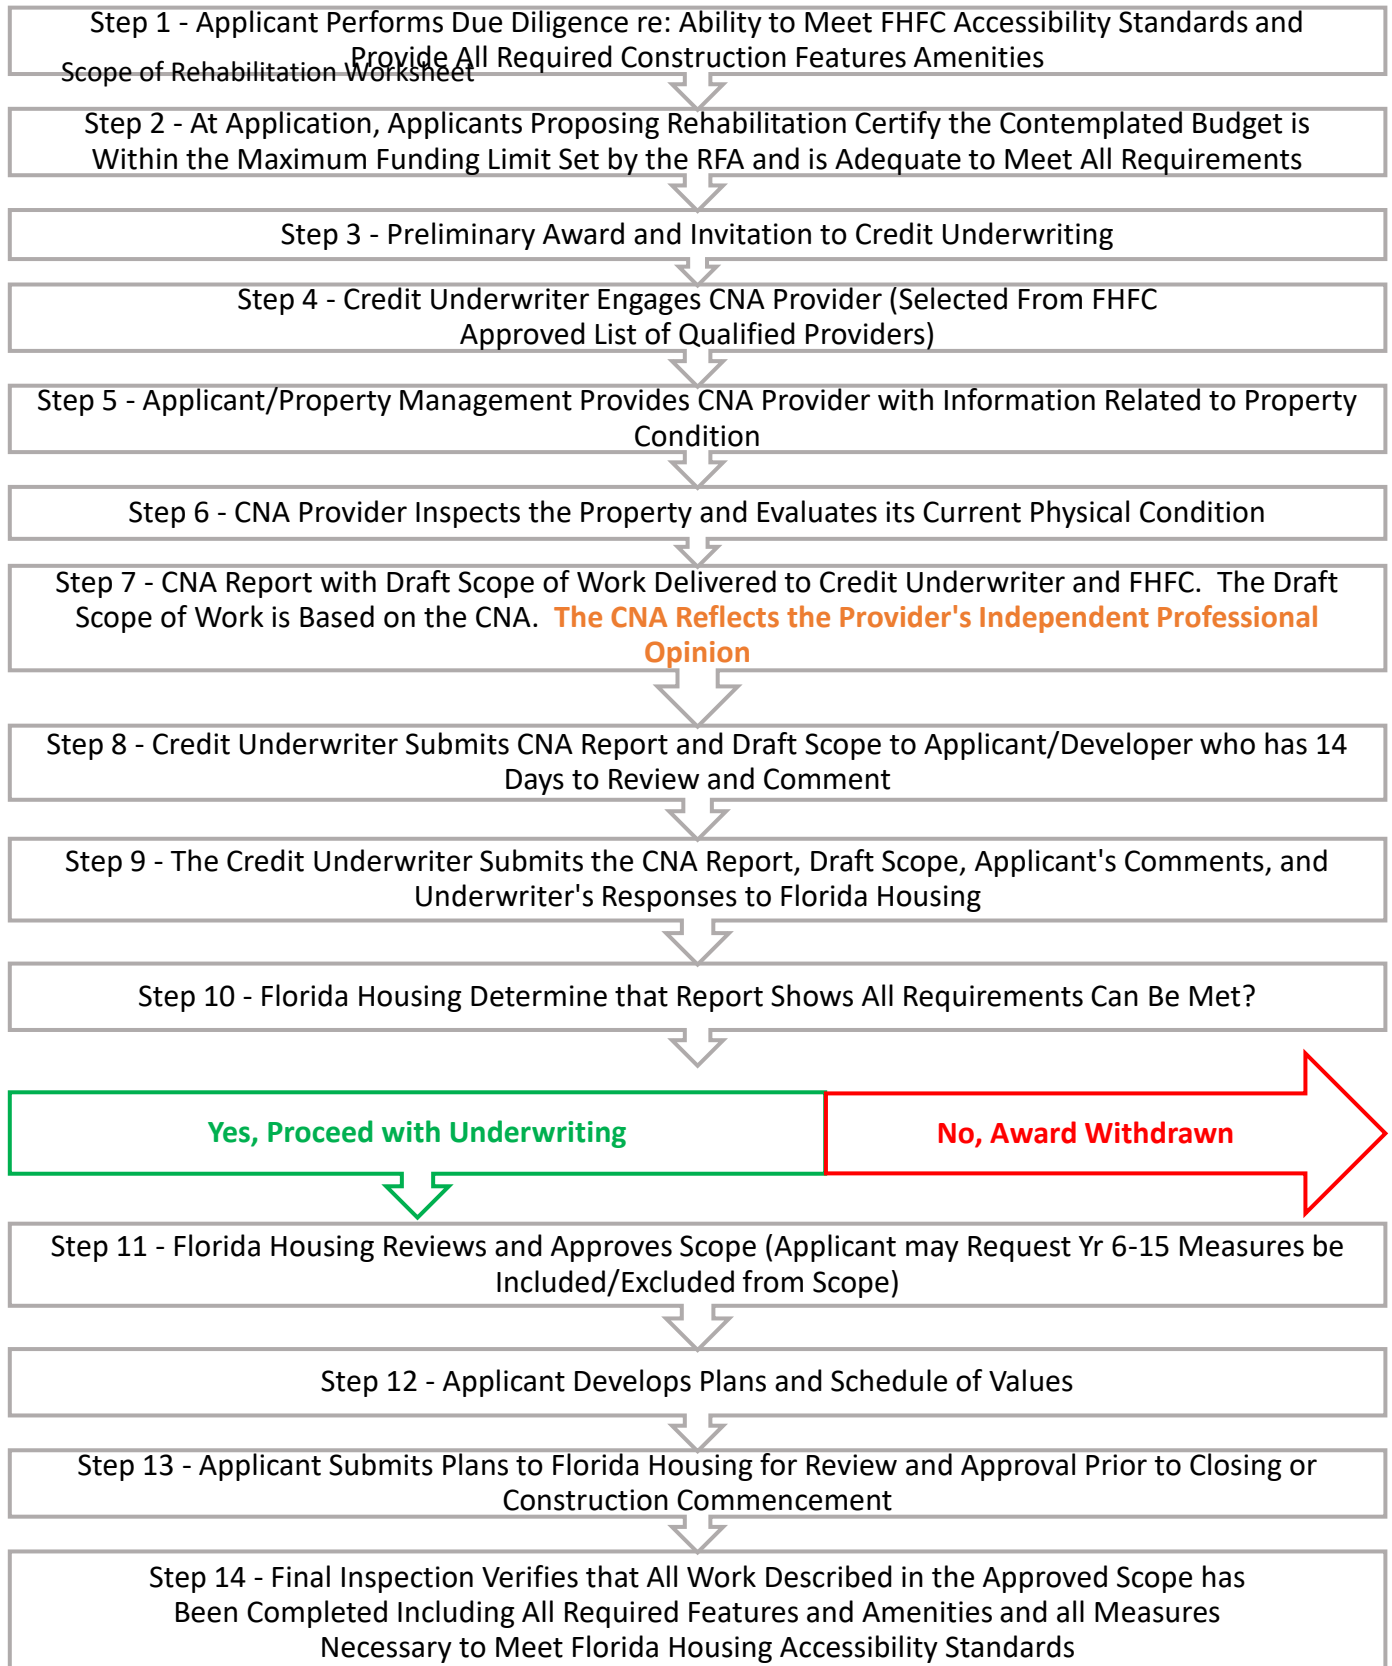 Step 1 - Applicant Performs Due Diligence re: Ability to Meet FHFC Accessibility Standards and
Provide All Required Construction Features Amenities
Scope of Rehabilitation Worksheet
Step 2 - At Application, Applicants Proposing Rehabilitation Certify the Contemplated Budget is
Within the Maximum Funding Limit Set by the RFA and is Adequate to Meet All Requirements
Step 3 - Preliminary Award and Invitation to Credit Underwriting
Step 4 - Credit Underwriter Engages CNA Provider (Selected From FHFC
Approved List of Qualified Providers)
Step 5 - Applicant/Property Management Provides CNA Provider with Information Related to Property
Condition
Step 6 - CNA Provider Inspects the Property and Evaluates its Current Physical Condition
Step 7 - CNA Report with Draft Scope of Work Delivered to Credit Underwriter and FHFC.  The Draft
Scope of Work is Based on the CNA.  The CNA Reflects the Provider's Independent Professional
Opinion
Step 8 - Credit Underwriter Submits CNA Report and Draft Scope to Applicant/Developer who has 14
Days to Review and Comment
Step 9 - The Credit Underwriter Submits the CNA Report, Draft Scope, Applicant's Comments, and
Underwriter's Responses to Florida Housing
Step 10 - Florida Housing Determine that Report Shows All Requirements Can Be Met?
Yes, Proceed with Underwriting
No, Award Withdrawn
Step 11 - Florida Housing Reviews and Approves Scope (Applicant may Request Yr 6-15 Measures be
Included/Excluded from Scope)
Step 12 - Applicant Develops Plans and Schedule of Values
Step 13 - Applicant Submits Plans to Florida Housing for Review and Approval Prior to Closing or
Construction Commencement
Step 14 - Final Inspection Verifies that All Work Described in the Approved Scope has
Been Completed Including All Required Features and Amenities and all Measures
Necessary to Meet Florida Housing Accessibility Standards